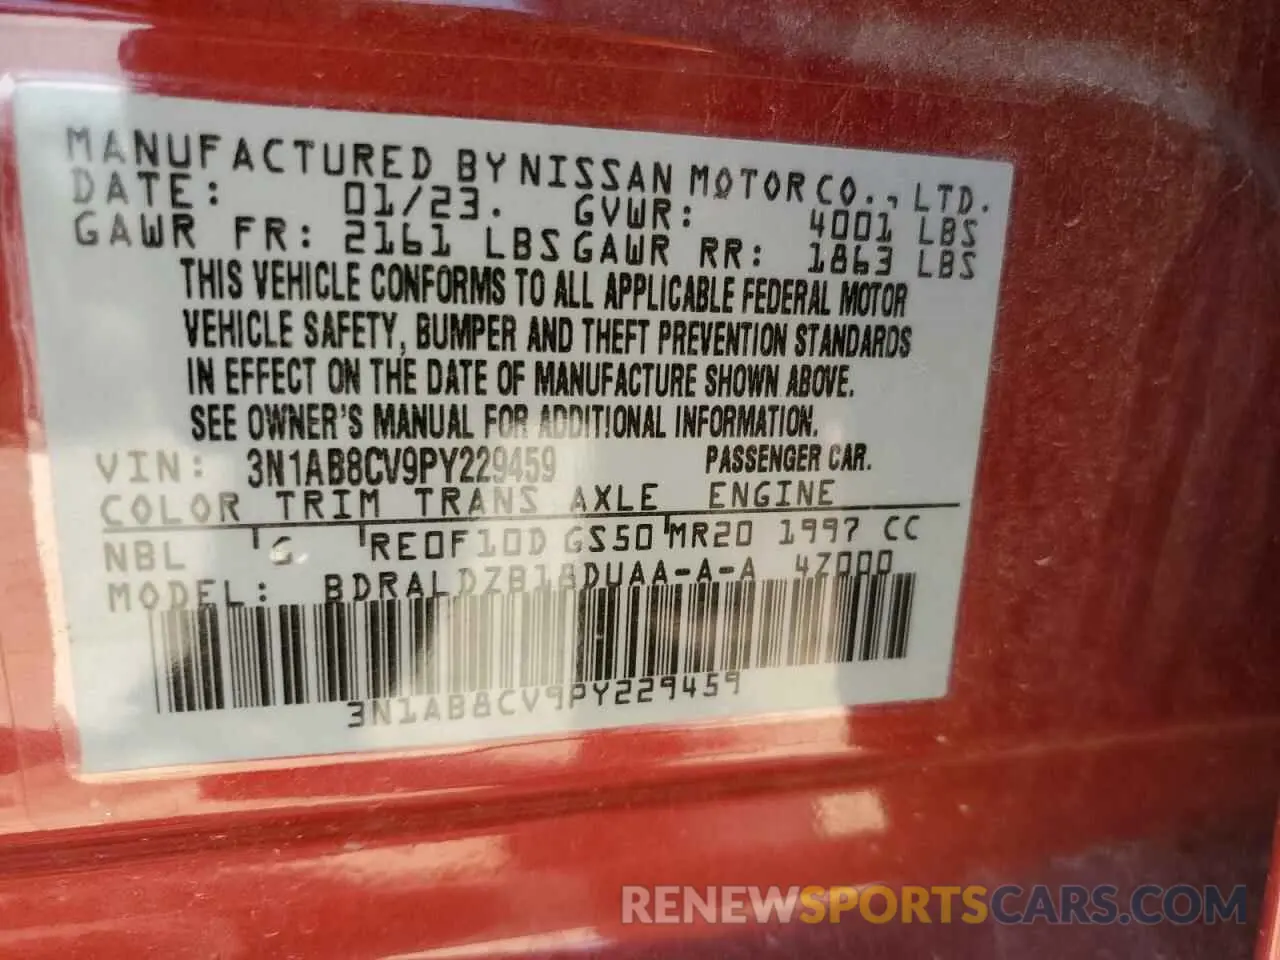 MANUFACTURED BY NISSAN MOTOR CO., LTD.
DATE: 01/23. GVWR: 4001 LBS
GAWR FR: 2161 LBS GAWR RR: 1863 LBS
THIS VEHICLE CONFORMS TO ALL APPLICABLE FEDERAL MOTOR
VEHICLE SAFETY, BUMPER AND THEFT PREVENTION STANDARDS
IN EFFECT ON THE DATE OF MANUFACTURE SHOWN ABOVE.
SEE OWNER'S MANUAL FOR ADDITIONAL INFORMATION.
VIN: 3N1AB8CV9PY229459 PASSENGER CAR.
COLOR TRIM TRANS AXLE ENGINE
NBL G RE0F10D GS50 MR20 1997 CC
MODEL: BDRALDZB18DUAA-A-A 4Z000
3N1AB8CV9PY229459
RENEWSPORTSCARS.COM